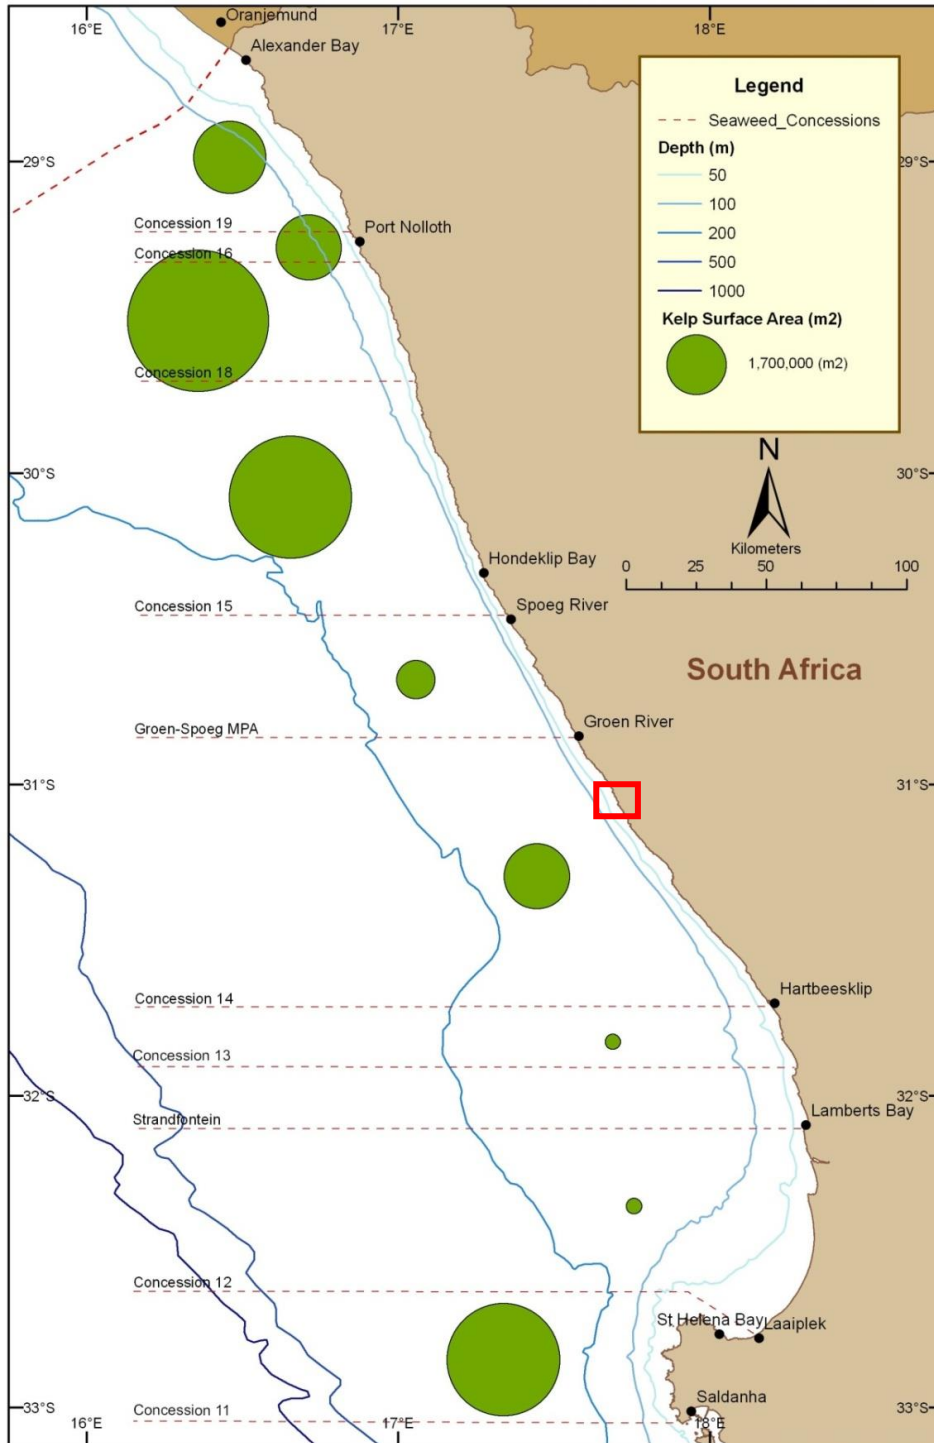 16°E 17°E 18°E
Oranjemund
Alexander Bay
Legend
Seaweed_Concessions
Depth (m)
50
100
200
500
1000
Kelp Surface Area (m2)
1,700,000 (m2)
29°S 29°S
Concession 19
Port Nolloth
Concession 16
Concession 18
30°S 30°S
N
Kilometers
0 25 50 100
Hondeklip Bay
Concession 15
Spoeg River
South Africa
Groen River
Groen-Spoeg MPA
31°S 31°S
Hartbeesklip
Concession 14
Concession 13
32°S 32°S
Lamberts Bay
Strandfontein
Concession 12
St Helena Bay
Laaiplek
Saldanha
33°S 33°S
Concession 11
16°E 17°E 18°E